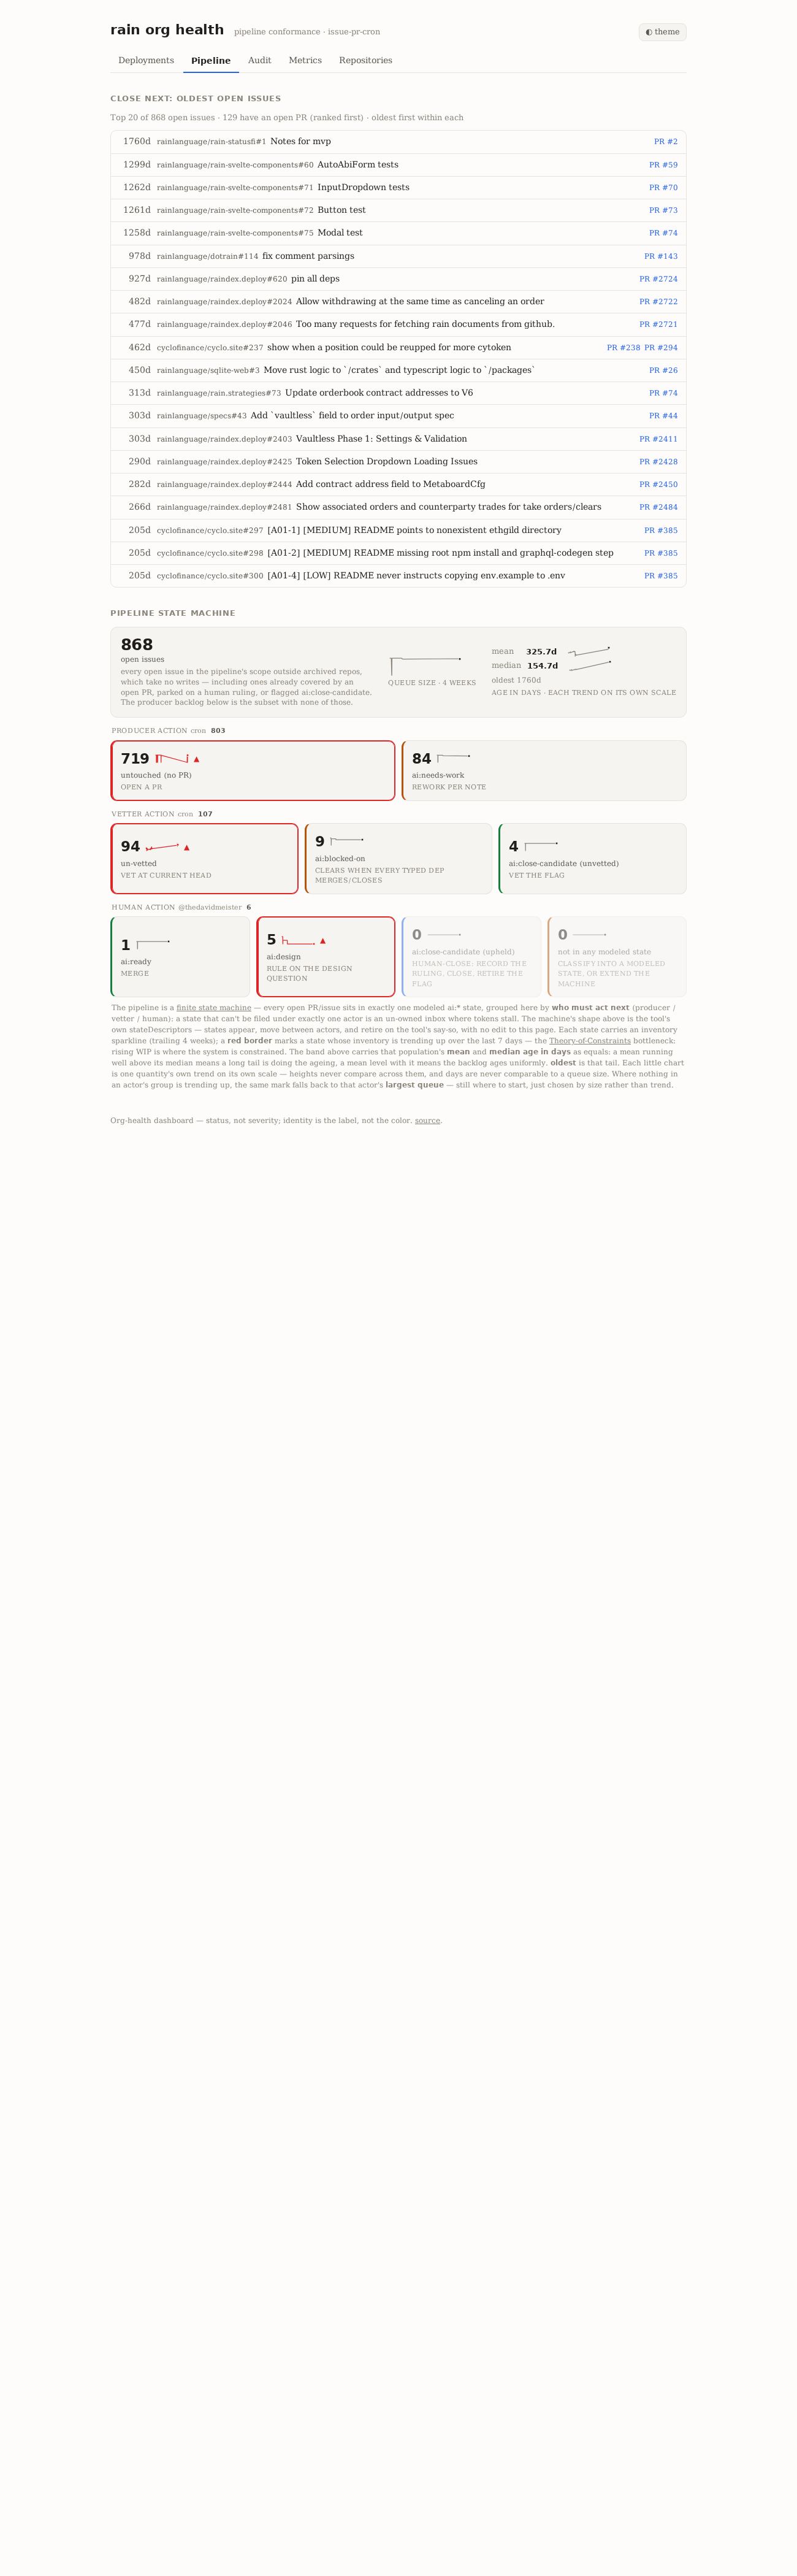 rain org health pipeline conformance · issue-pr-cron ◐ theme
Deployments Pipeline Audit Metrics Repositories
CLOSE NEXT: OLDEST OPEN ISSUES
Top 20 of 868 open issues · 129 have an open PR (ranked first) · oldest first within each
1760d rainlanguage/rain-statusfi#1 Notes for mvp PR #2
1299d rainlanguage/rain-svelte-components#60 AutoAbiForm tests PR #59
1262d rainlanguage/rain-svelte-components#71 InputDropdown tests PR #70
1261d rainlanguage/rain-svelte-components#72 Button test PR #73
1258d rainlanguage/rain-svelte-components#75 Modal test PR #74
978d rainlanguage/dotrain#114 fix comment parsings PR #143
927d rainlanguage/raindex.deploy#620 pin all deps PR #2724
482d rainlanguage/raindex.deploy#2024 Allow withdrawing at the same time as canceling an order PR #2722
477d rainlanguage/raindex.deploy#2046 Too many requests for fetching rain documents from github. PR #2721
462d cyclofinance/cyclo.site#237 show when a position could be reupped for more cytoken PR #238 PR #294
450d rainlanguage/sqlite-web#3 Move rust logic to `/crates` and typescript logic to `/packages` PR #26
313d rainlanguage/rain.strategies#73 Update orderbook contract addresses to V6 PR #74
303d rainlanguage/specs#43 Add `vaultless` field to order input/output spec PR #44
303d rainlanguage/raindex.deploy#2403 Vaultless Phase 1: Settings & Validation PR #2411
290d rainlanguage/raindex.deploy#2425 Token Selection Dropdown Loading Issues PR #2428
282d rainlanguage/raindex.deploy#2444 Add contract address field to MetaboardCfg PR #2450
266d rainlanguage/raindex.deploy#2481 Show associated orders and counterparty trades for take orders/clears PR #2484
205d cyclofinance/cyclo.site#297 [A01-1] [MEDIUM] README points to nonexistent ethgild directory PR #385
205d cyclofinance/cyclo.site#298 [A01-2] [MEDIUM] README missing root npm install and graphql-codegen step PR #385
205d cyclofinance/cyclo.site#300 [A01-4] [LOW] README never instructs copying env.example to .env PR #385
PIPELINE STATE MACHINE
868
open issues
every open issue in the pipeline's scope outside archived repos,
which take no writes — including ones already covered by an
open PR, parked on a human ruling, or flagged ai:close-candidate.
The producer backlog below is the subset with none of those.
QUEUE SIZE · 4 WEEKS
mean 325.7d
median 154.7d
oldest 1760d
AGE IN DAYS · EACH TREND ON ITS OWN SCALE
PRODUCER ACTION cron 803
719 ▲
untouched (no PR)
OPEN A PR
84
ai:needs-work
REWORK PER NOTE
VETTER ACTION cron 107
94 ▲
un-vetted
VET AT CURRENT HEAD
9
ai:blocked-on
CLEARS WHEN EVERY TYPED DEP
MERGES/CLOSES
4
ai:close-candidate (unvetted)
VET THE FLAG
HUMAN ACTION @thedavidmeister 6
1
ai:ready
MERGE
5 ▲
ai:design
RULE ON THE DESIGN
QUESTION
0
ai:close-candidate (upheld)
HUMAN-CLOSE: RECORD THE
RULING, CLOSE, RETIRE THE
FLAG
0
not in any modeled state
CLASSIFY INTO A MODELED
STATE, OR EXTEND THE
MACHINE
The pipeline is a finite state machine — every open PR/issue sits in exactly one modeled ai:* state, grouped here by who must act next (producer /
vetter / human); a state that can't be filed under exactly one actor is an un-owned inbox where tokens stall. The machine's shape above is the tool's
own stateDescriptors — states appear, move between actors, and retire on the tool's say-so, with no edit to this page. Each state carries an inventory
sparkline (trailing 4 weeks); a red border marks a state whose inventory is trending up over the last 7 days — the Theory-of-Constraints bottleneck:
rising WIP is where the system is constrained. The band above carries that population's mean and median age in days as equals: a mean running
well above its median means a long tail is doing the ageing, a mean level with it means the backlog ages uniformly. oldest is that tail. Each little chart
is one quantity's own trend on its own scale — heights never compare across them, and days are never comparable to a queue size. Where nothing in
an actor's group is trending up, the same mark falls back to that actor's largest queue — still where to start, just chosen by size rather than trend.
Org-health dashboard — status, not severity; identity is the label, not the color. source.